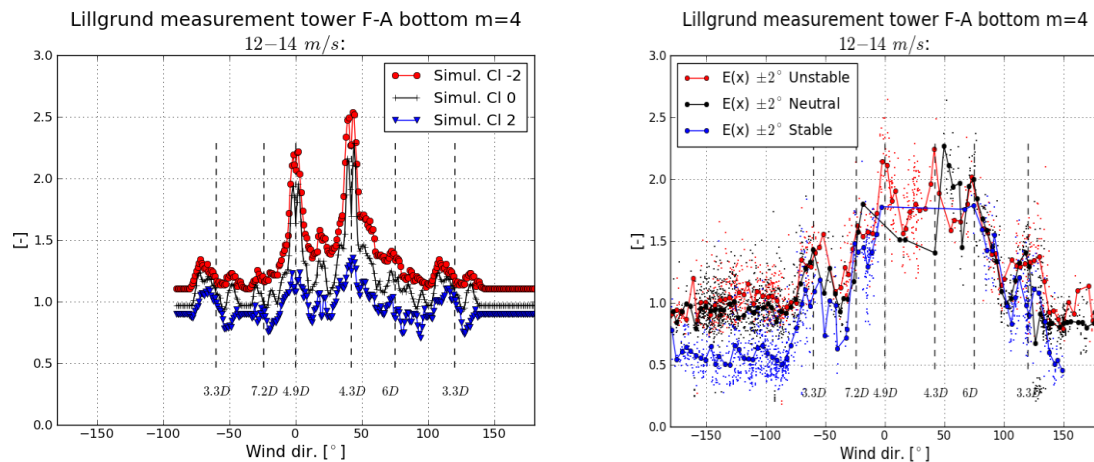 Lillgrund measurement tower F-A bottom m=4
12−14 m/s:
3.0
2.5
2.0
1.5
1.0
0.5
0.0
[-]
Simul. Cl -2
Simul. Cl 0
Simul. Cl 2
3.3D 7.2D 4.9D 4.3D 6D 3.3D
−150 −100 −50 0 50 100 150
Wind dir. [°]
Lillgrund measurement tower F-A bottom m=4
12−14 m/s:
3.0
2.5
2.0
1.5
1.0
0.5
0.0
[-]
E(x) ±2° Unstable
E(x) ±2° Neutral
E(x) ±2° Stable
3.3D 7.2D 4.9D 4.3D 6D 3.3D
−150 −100 −50 0 50 100 150
Wind dir. [°]